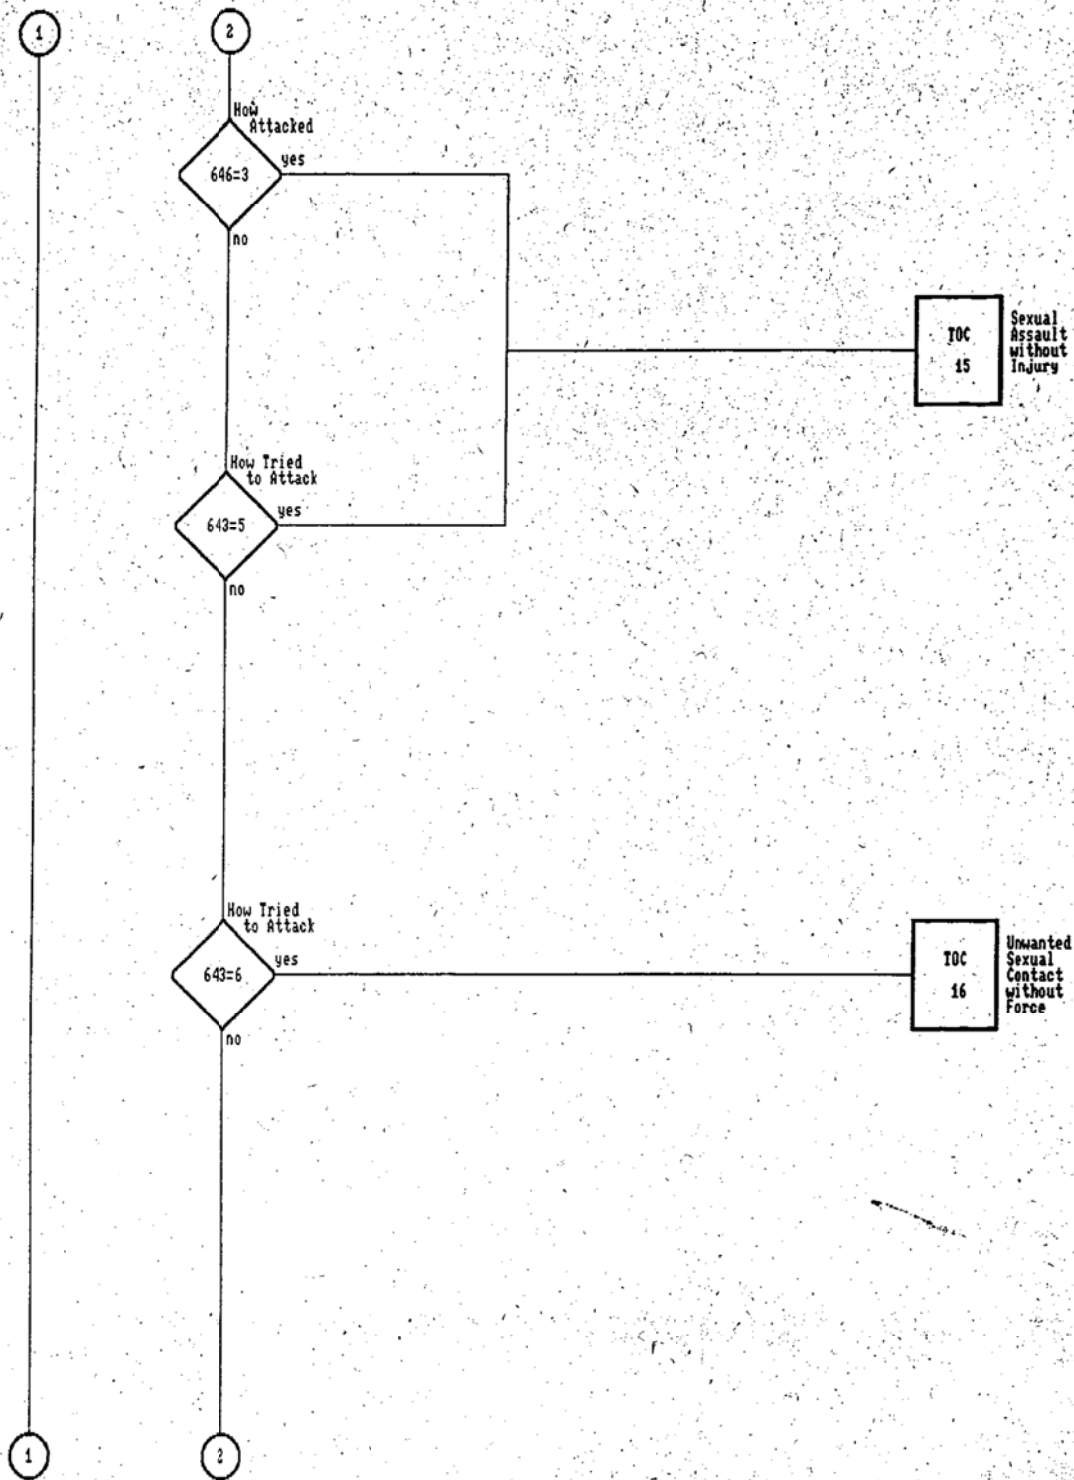 1
2
How
Attacked
646=3
yes
no
TOC
15
Sexual
Assault
without
Injury
How Tried
to Attack
643=5
yes
no
How Tried
to Attack
643=6
yes
no
TOC
16
Unwanted
Sexual
Contact
without
Force
1
2